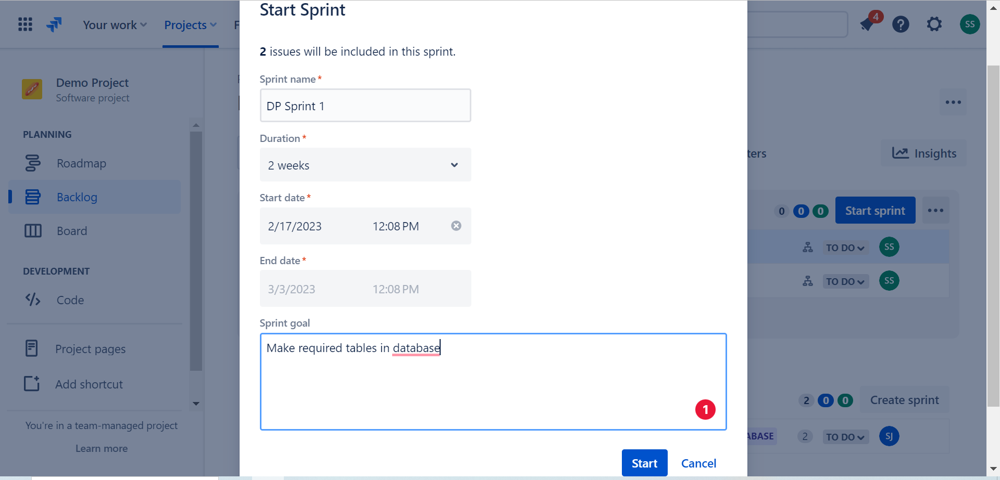 Start Sprint
Your work
Projects
4
SS
2 issues will be included in this sprint.
Demo Project
Software project
Sprint name *
DP Sprint 1
PLANNING
Duration *
Roadmap
2 weeks
Insights
Backlog
Start date *
0 0 0
Start sprint
Board
2/17/2023 12:08 PM
TO DO
SS
DEVELOPMENT
End date *
TO DO
SS
Code
3/3/2023 12:08 PM
Sprint goal
Project pages
Make required tables in database
Add shortcut
2 0 0
Create sprint
1
You're in a team-managed project
ABASE
2
TO DO
SJ
Learn more
Start
Cancel